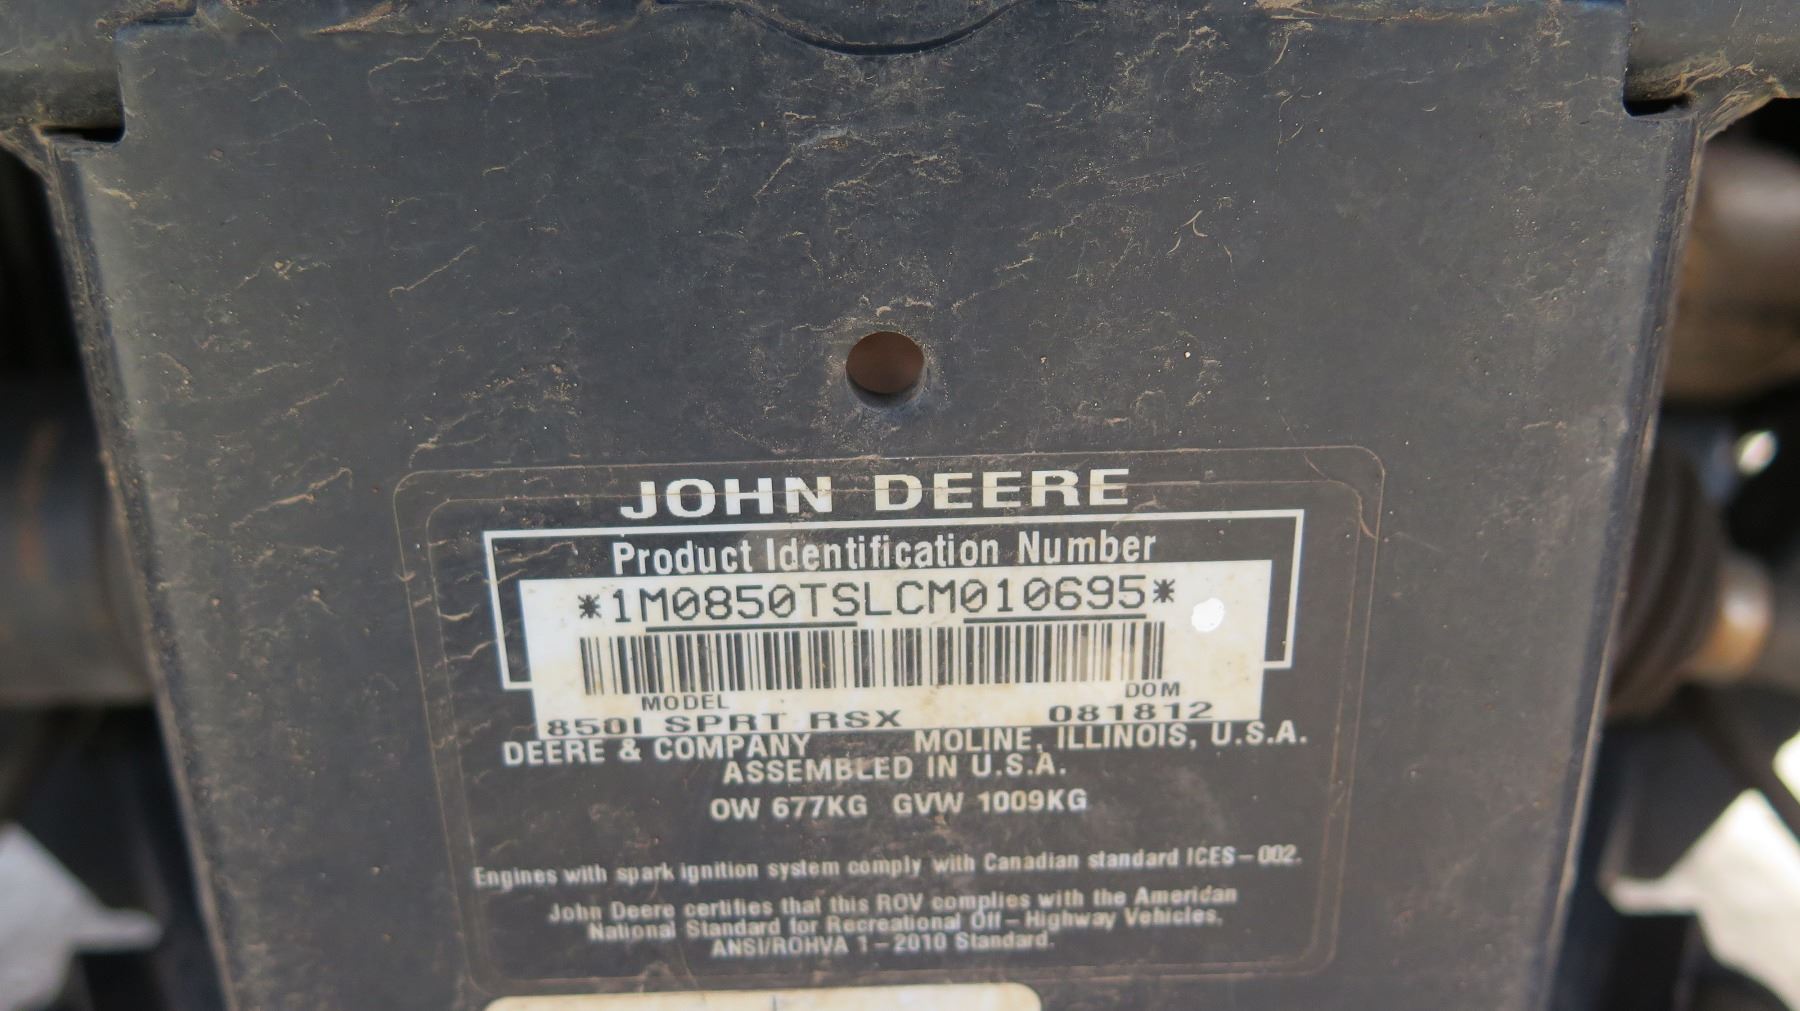 JOHN DEERE
Product Identification Number
*1M0850TSLCM010695*
MODEL DOM
850I SPRT RSX 081812
DEERE & COMPANY MOLINE, ILLINOIS, U.S.A.
ASSEMBLED IN U.S.A.
OW 677KG GVW 1009KG
Engines with spark ignition system comply with Canadian standard ICES-002.
John Deere certifies that this ROV complies with the American
National Standard for Recreational Off-Highway Vehicles,
ANSI/ROHVA 1-2010 Standard.